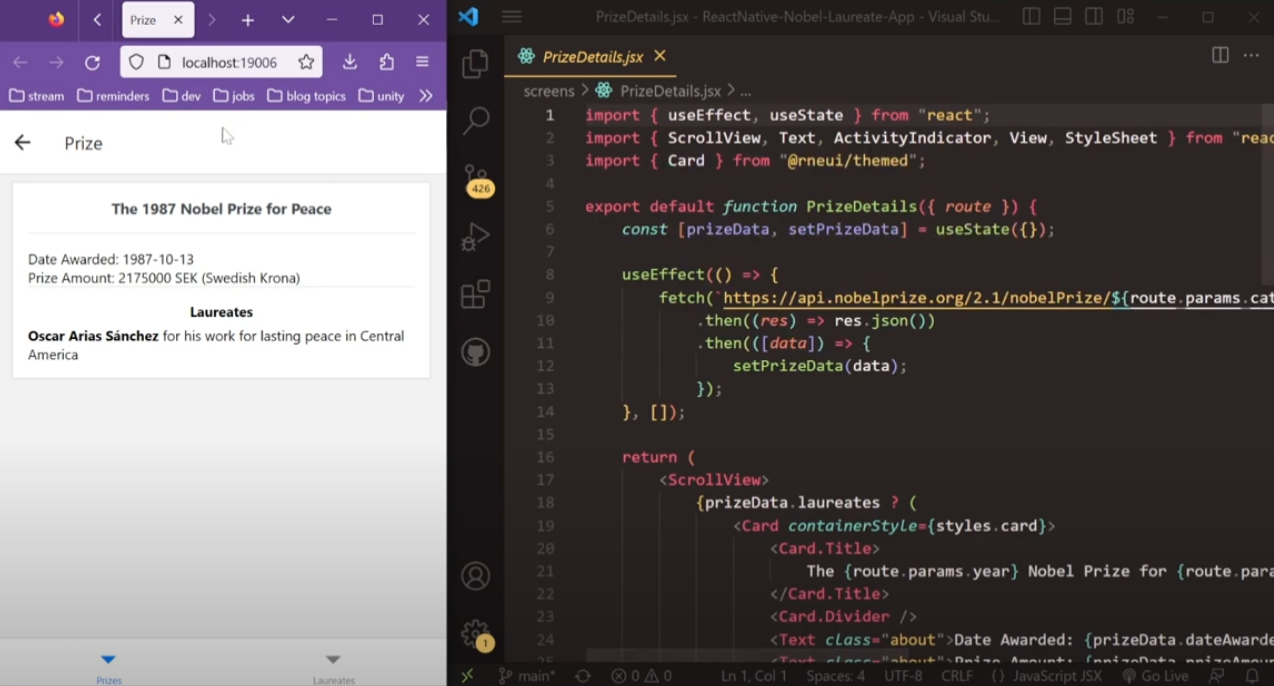 Prize
localhost:19006
stream reminders dev jobs blog topics unity
Prize
The 1987 Nobel Prize for Peace
Date Awarded: 1987-10-13
Prize Amount: 2175000 SEK (Swedish Krona)
Laureates
Oscar Arias Sánchez for his work for lasting peace in Central
America
Prizes Laureates
PrizeDetails.jsx - ReactNative-Nobel-Laureate-App - Visual Stu...
PrizeDetails.jsx
screens > PrizeDetails.jsx > ...
426
1
1 import { useEffect, useState } from "react";
2 import { ScrollView, Text, ActivityIndicator, View, StyleSheet } from "reac
3 import { Card } from "@rneui/themed";
4
5 export default function PrizeDetails({ route }) {
6 const [prizeData, setPrizeData] = useState({});
7
8 useEffect(() => {
9 fetch(`https://api.nobelprize.org/2.1/nobelPrize/${route.params.cat
10 .then((res) => res.json())
11 .then(([data]) => {
12 setPrizeData(data);
13 });
14 }, []);
15
16 return (
17 <ScrollView>
18 {prizeData.laureates ? (
19 <Card containerStyle={styles.card}>
20 <Card.Title>
21 The {route.params.year} Nobel Prize for {route.para
22 </Card.Title>
23 <Card.Divider />
24 <Text class="about">Date Awarded: {prizeData.dateAwarde
main* 0 0 Ln 1, Col 1 Spaces: 4 UTF-8 CRLF {} JavaScript JSX Go Live